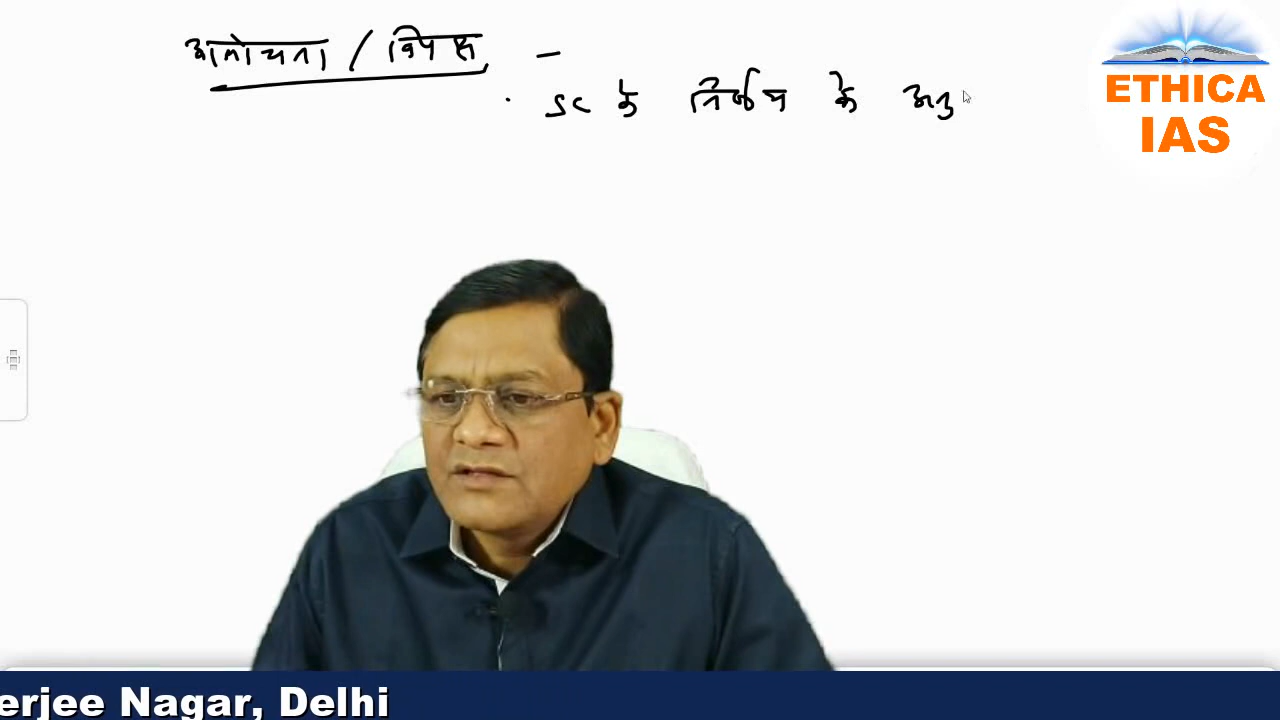 आलोचना / विपक्ष -
· SC के निर्णय के अनु
ETHICA
IAS
erjee Nagar, Delhi